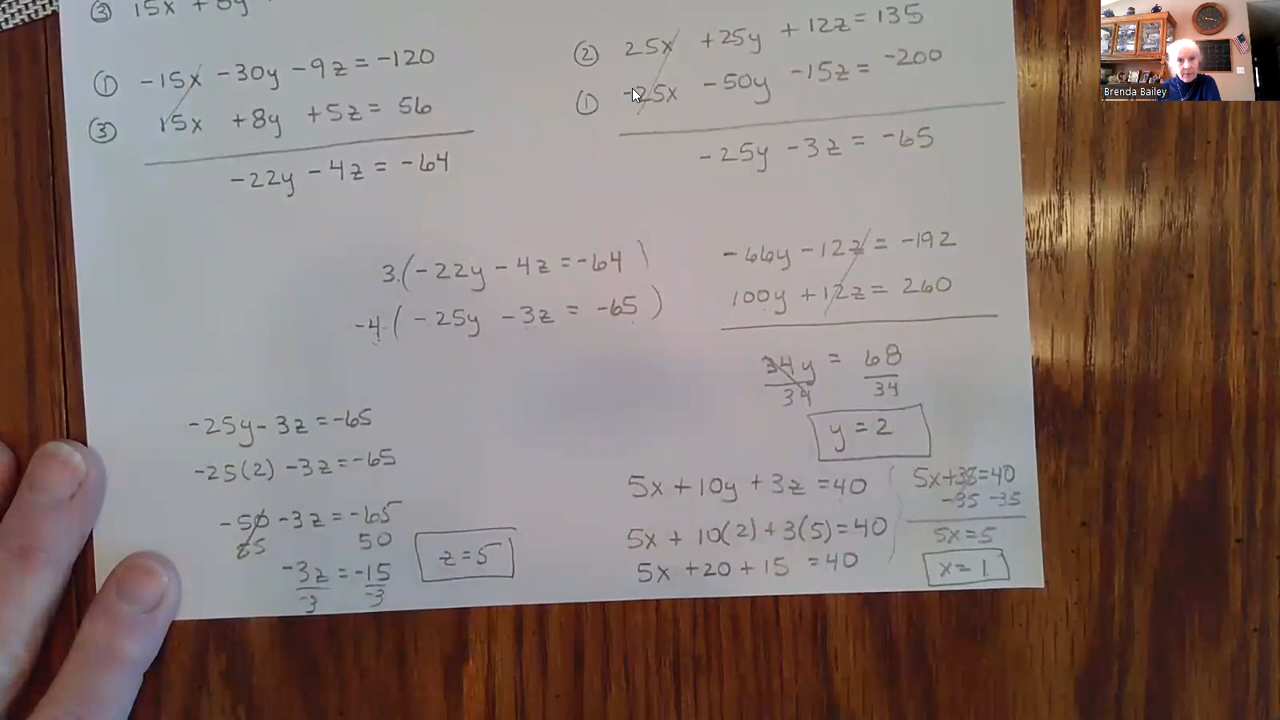 ③ 15x + 8y
① -15x - 30y - 9z = -120
③ 15x + 8y + 5z = 56
-22y - 4z = -64
② 25x + 25y + 12z = 135
① -25x - 50y - 15z = -200
-25y - 3z = -65
3·(-22y - 4z = -64)
-4·(-25y - 3z = -65)
-66y - 12z = -192
100y + 12z = 260
34y = 68
34 34
y = 2
-25y - 3z = -65
-25(2) - 3z = -65
-50 - 3z = -65
50
-3z = -15
-3 -3
z = 5
5x + 10y + 3z = 40
5x + 10(2) + 3(5) = 40
5x + 20 + 15 = 40
5x + 35 = 40
-35 -35
5x = 5
x = 1
Brenda Bailey